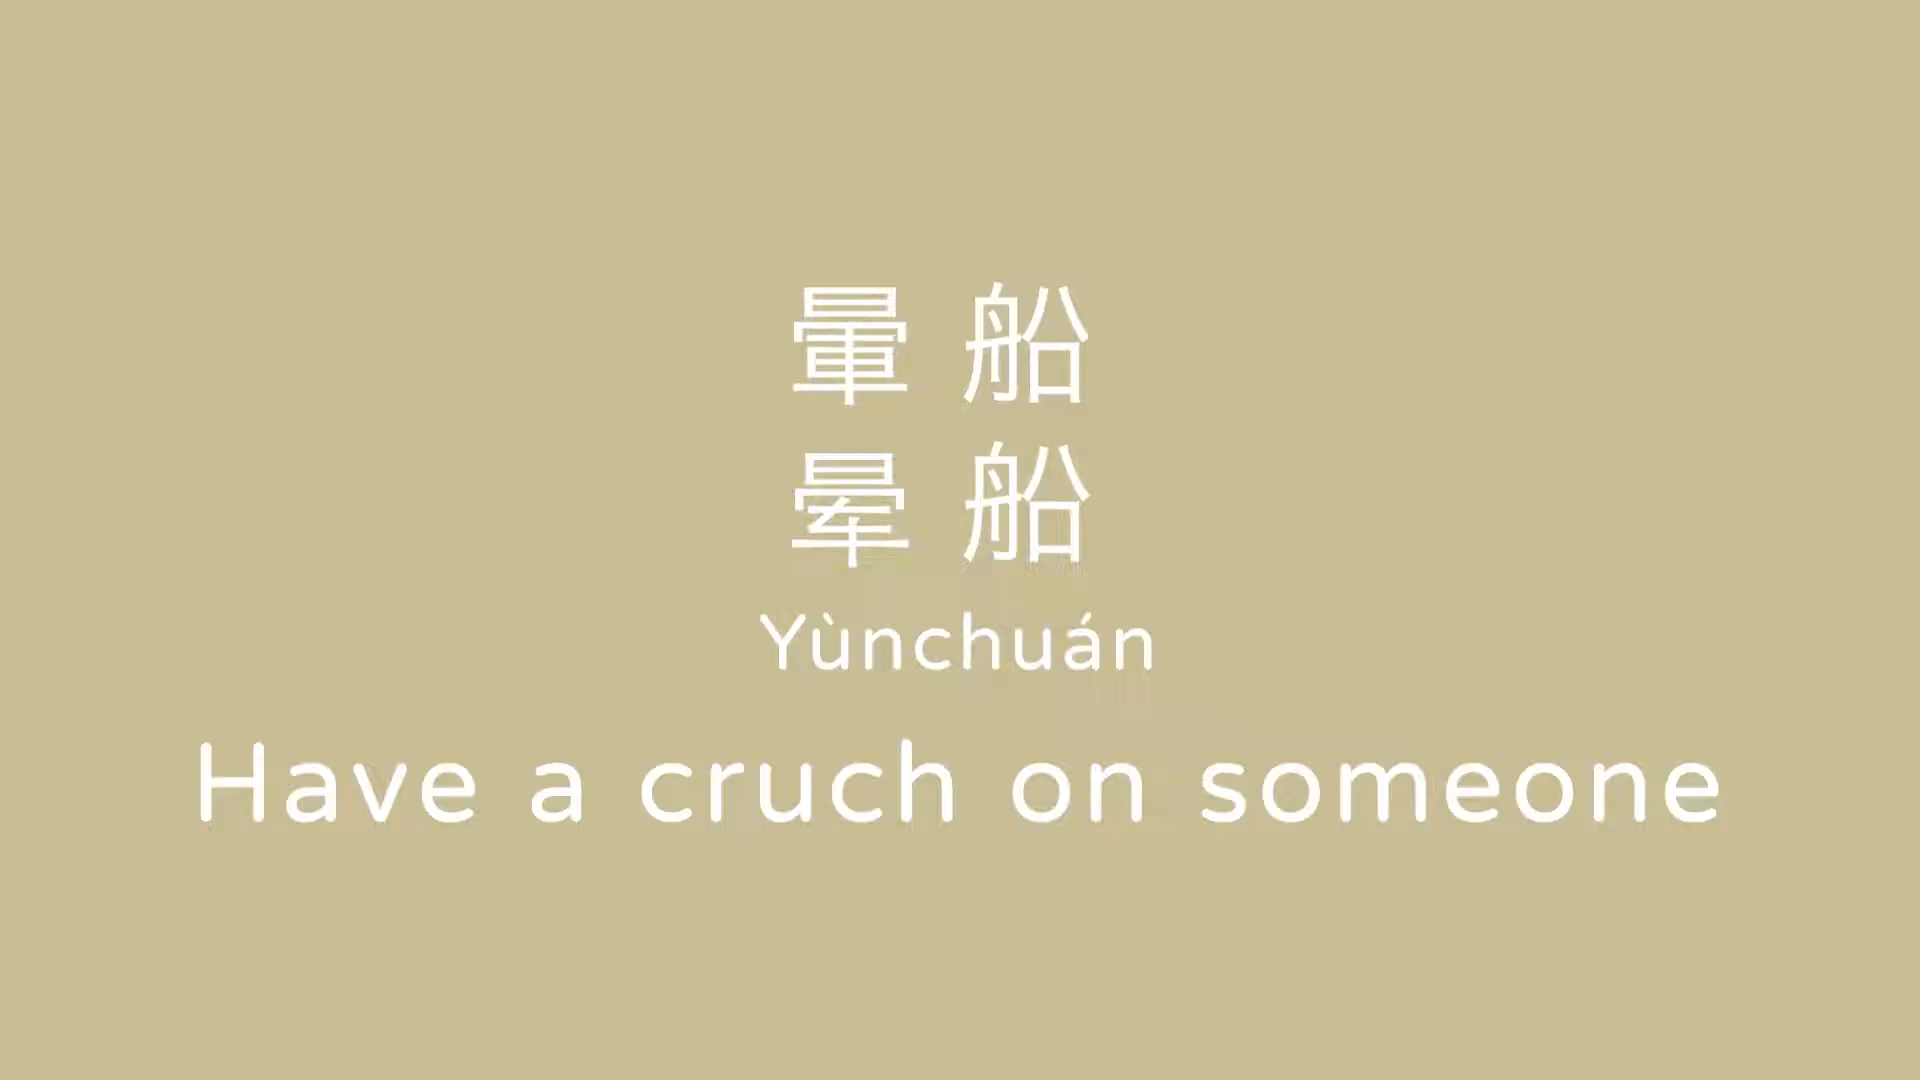 暈船
晕船
Yùnchuán
Have a cruch on someone